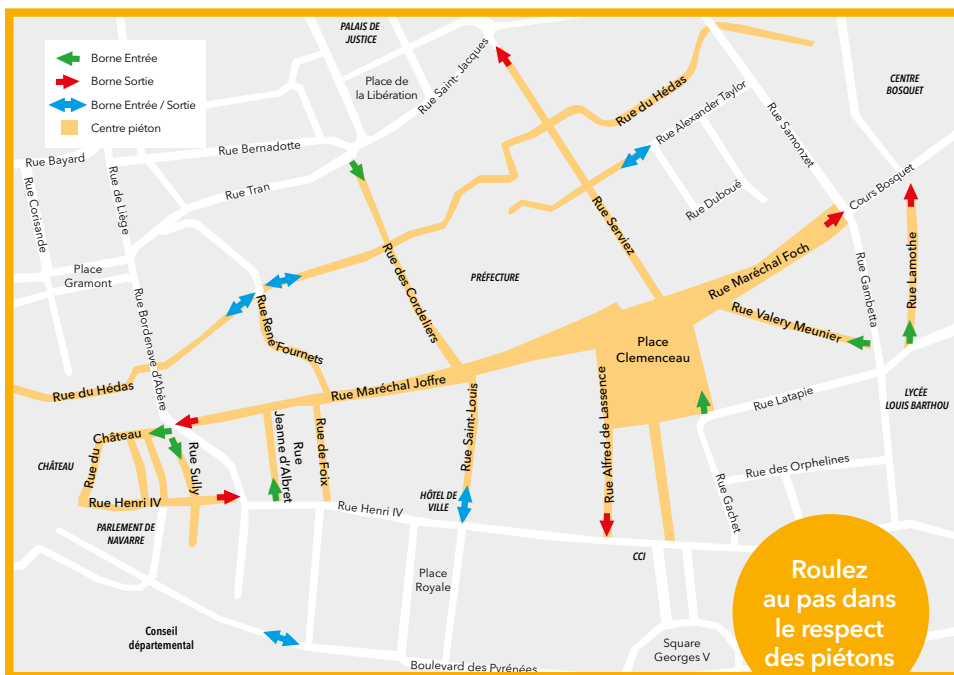 Borne Entrée
Borne Sortie
Borne Entrée / Sortie
Centre piéton
PALAIS DE
JUSTICE
Place de
la Libération
Rue Saint- Jacques
Rue du Hédas
Rue Alexander Taylor
Rue Samonzet
CENTRE
BOSQUET
Rue Bayard
Rue Bernadotte
Rue de Liège
Rue Corisande
Rue Tran
Rue Duboué
Cours Bosquet
Rue Serviez
Place
Gramont
Rue des Cordeliers
PRÉFECTURE
Rue Maréchal Foch
Rue Gambetta
Rue Lamothe
Rue Bordenave d'Abère
Rue René Fournets
Rue Valery Meunier
Place
Clemenceau
Rue du Hédas
Rue Maréchal Joffre
Rue Latapie
LYCÉE
LOUIS BARTHOU
Rue du
Château
CHÂTEAU
Rue Sully
Rue
Jeanne d'Albret
Rue de Foix
Rue Saint-Louis
Rue Alfred de Lassence
Rue des Orphelines
Rue Gachet
Rue Henri IV
PARLEMENT DE
NAVARRE
Rue Henri IV
HÔTEL DE
VILLE
CCI
Place
Royale
Conseil
départemental
Boulevard des Pyrénées
Square
Georges V
Roulez
au pas dans
le respect
des piétons